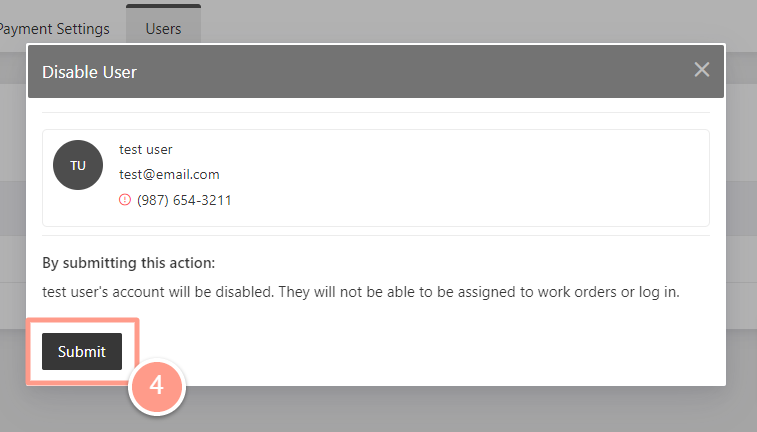 Payment Settings
Users
Disable User
TU
test user
test@email.com
(987) 654-3211
By submitting this action:
test user's account will be disabled. They will not be able to be assigned to work orders or log in.
Submit
4